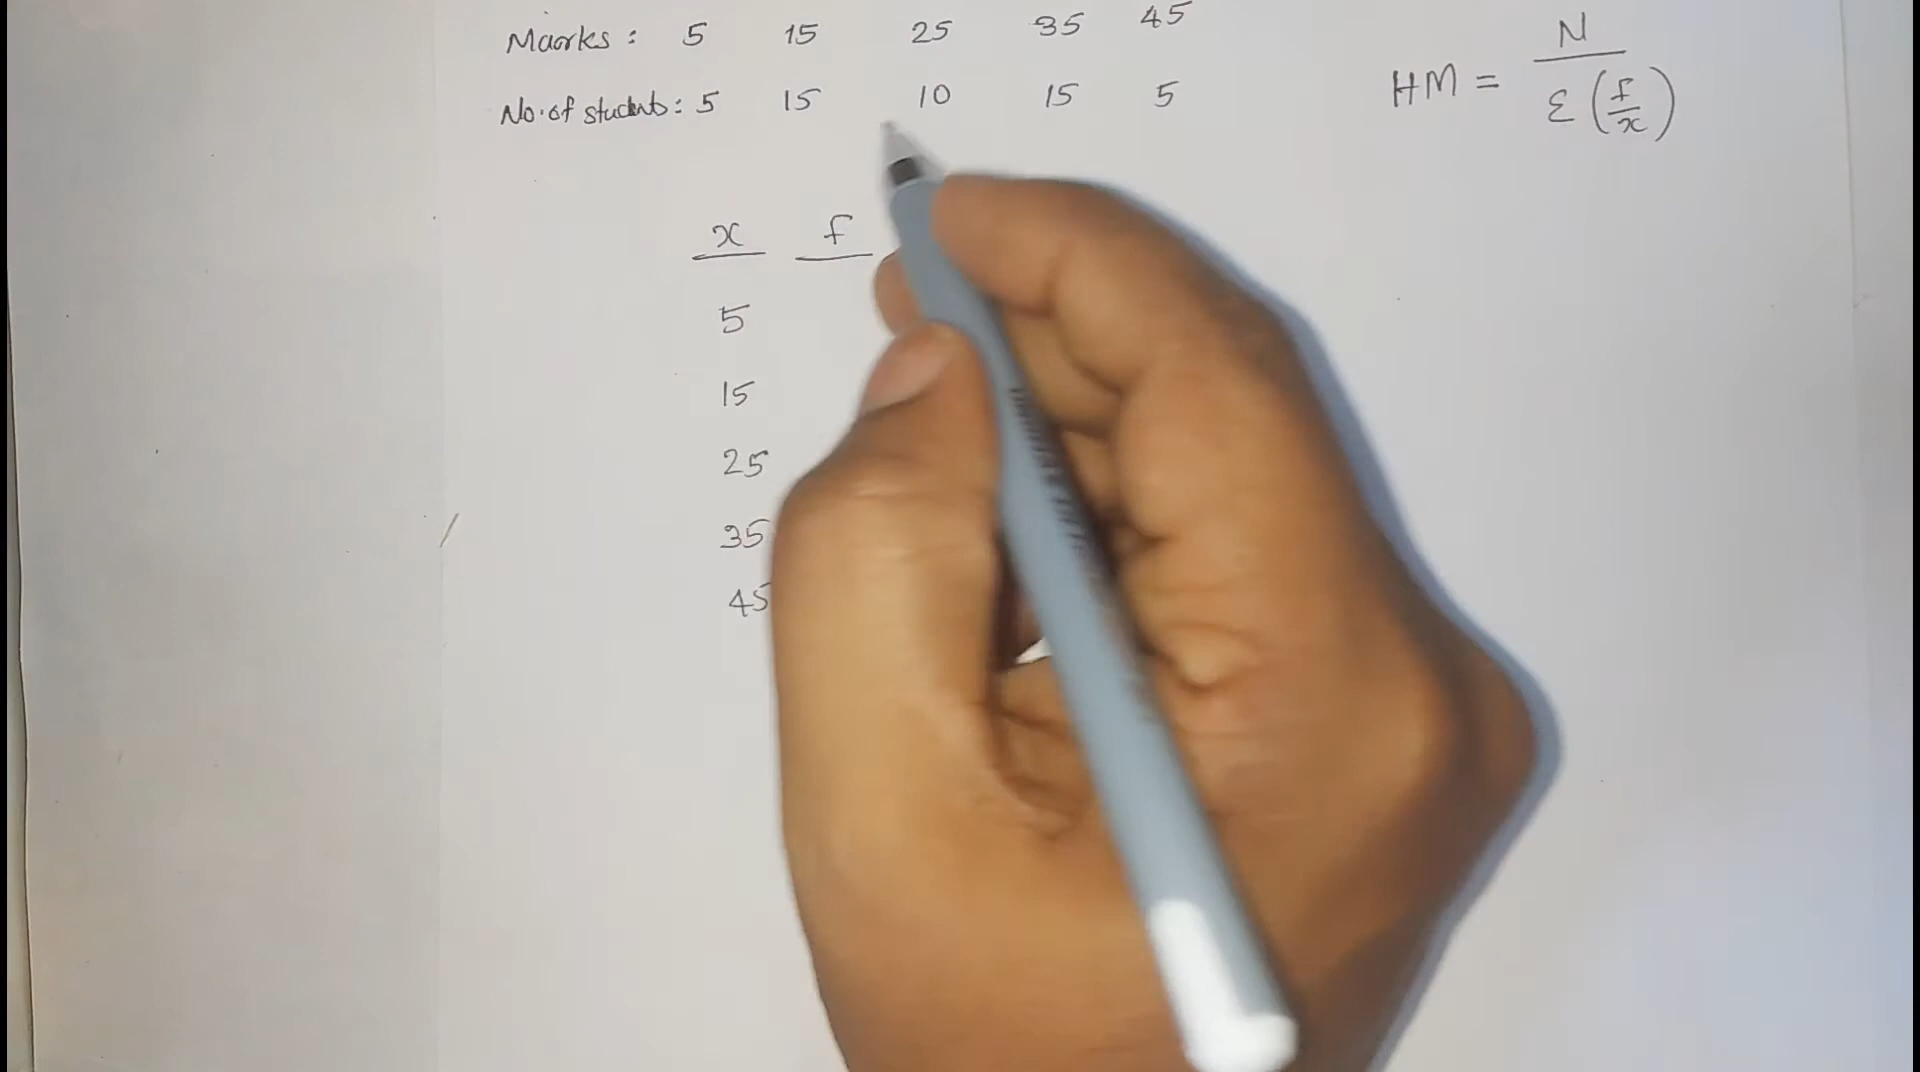 Marks : 5 15 25 35 45
No. of students : 5 15 10 15 5
HM = N / Σ (f/x)
x f
5
15
25
35
45